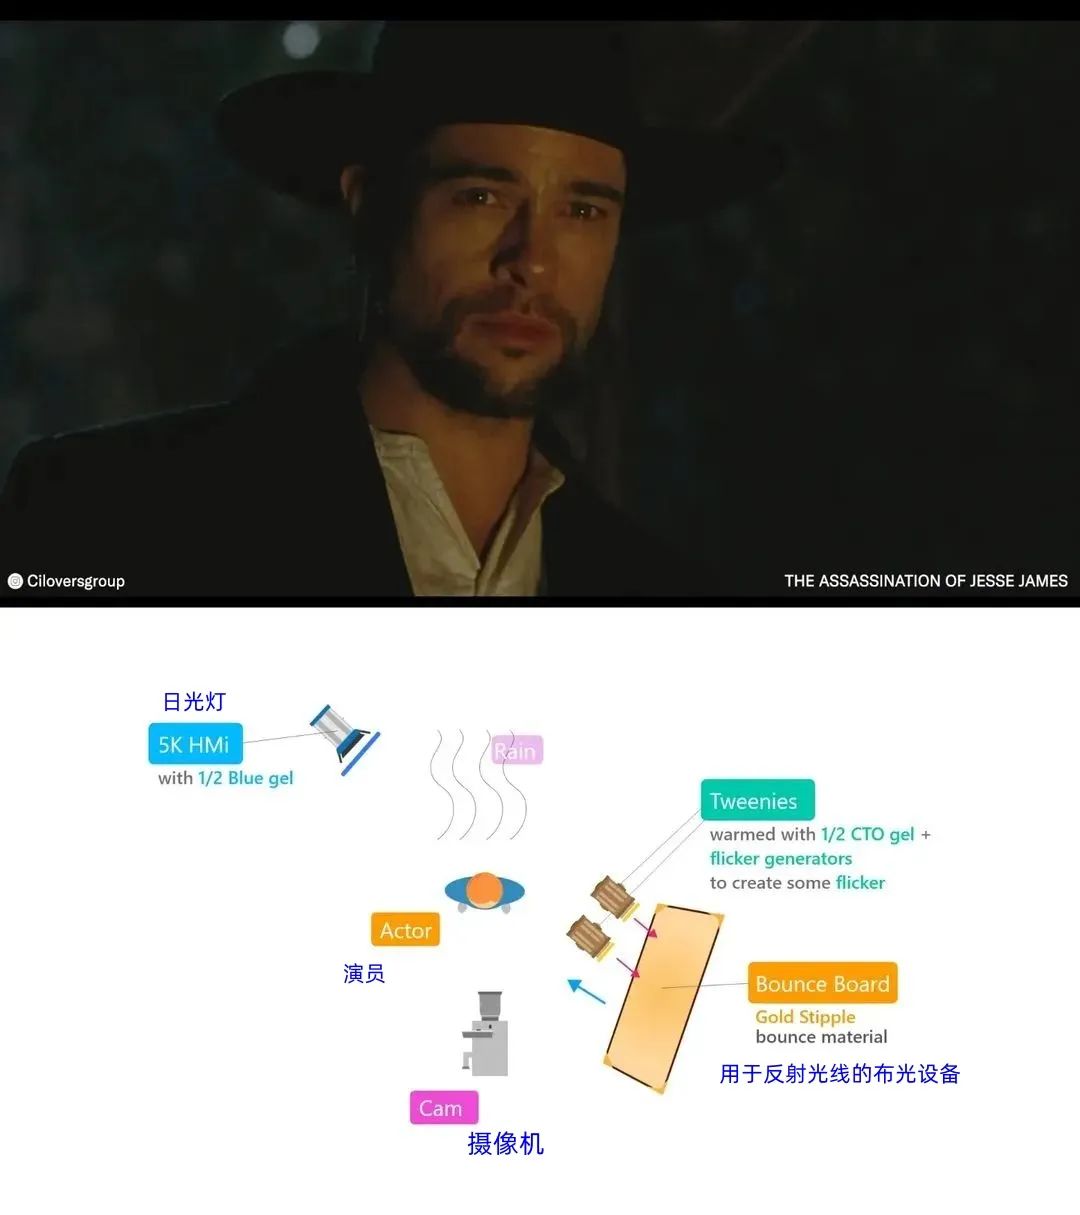 Ciloversgroup
THE ASSASSINATION OF JESSE JAMES
日光灯
5K HMi
with 1/2 Blue gel
Rain
Tweenies
warmed with 1/2 CTO gel +
flicker generators
to create some flicker
Actor
演员
Bounce Board
Gold Stipple
bounce material
用于反射光线的布光设备
Cam
摄像机